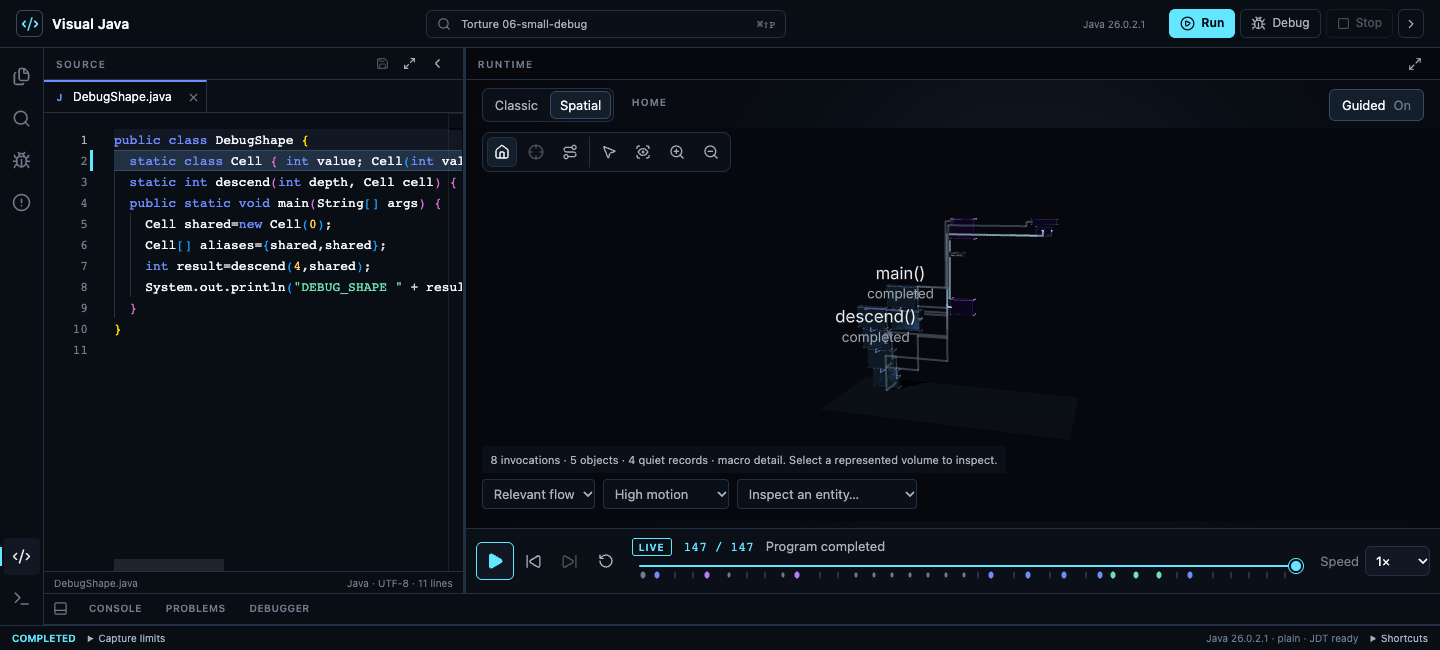 Visual Java
Torture 06-small-debug
⌘⇧P
Java 26.0.2.1
Run
Debug
Stop
SOURCE
J DebugShape.java
1 public class DebugShape {
2 static class Cell { int value; Cell(int val
3 static int descend(int depth, Cell cell) {
4 public static void main(String[] args) {
5 Cell shared=new Cell(0);
6 Cell[] aliases={shared,shared};
7 int result=descend(4,shared);
8 System.out.println("DEBUG_SHAPE " + resul
9 }
10 }
11
DebugShape.java
Java · UTF-8 · 11 lines
RUNTIME
Classic Spatial HOME
Guided On
main()
completed
descend()
completed
8 invocations · 5 objects · 4 quiet records · macro detail. Select a represented volume to inspect.
Relevant flow
High motion
Inspect an entity...
LIVE 147 / 147 Program completed
Speed 1×
CONSOLE PROBLEMS DEBUGGER
COMPLETED Capture limits
Java 26.0.2.1 · plain · JDT ready Shortcuts